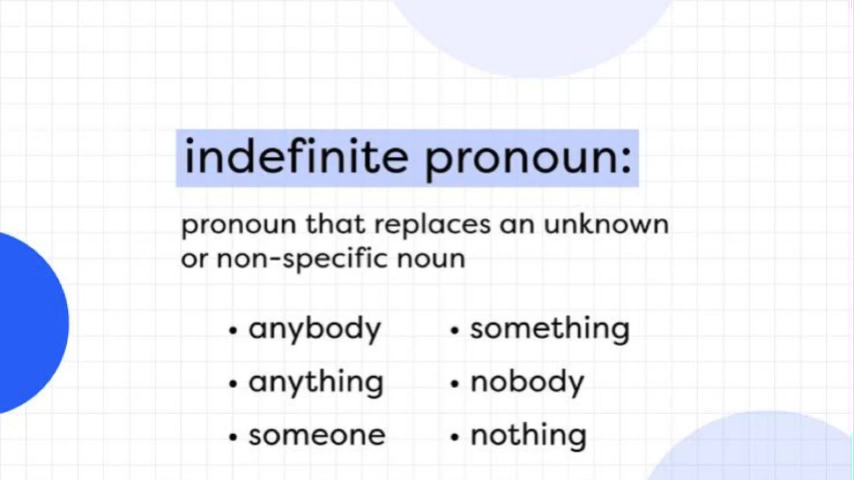 indefinite pronoun:
pronoun that replaces an unknown
or non-specific noun
• anybody
• anything
• someone
• something
• nobody
• nothing